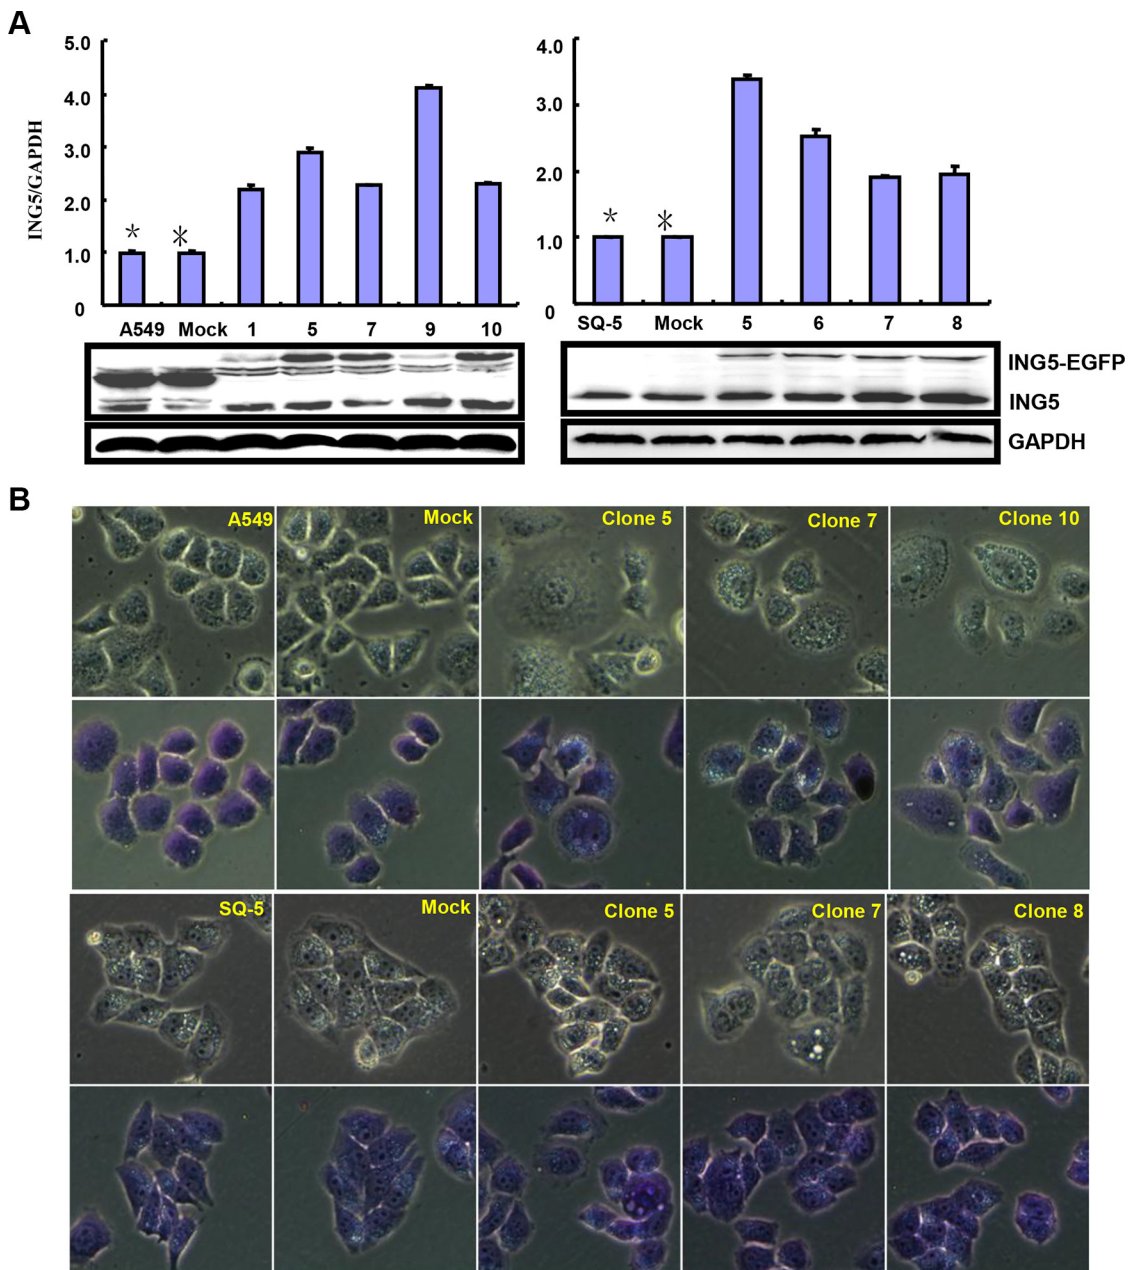 A
ING5/GAPDH
5.0
4.0
3.0
2.0
1.0
0
*
*
A549 Mock 1 5 7 9 10
4.0
3.0
2.0
1.0
0
*
*
SQ-5 Mock 5 6 7 8
ING5-EGFP
ING5
GAPDH
B
A549 Mock Clone 5 Clone 7 Clone 10
SQ-5 Mock Clone 5 Clone 7 Clone 8